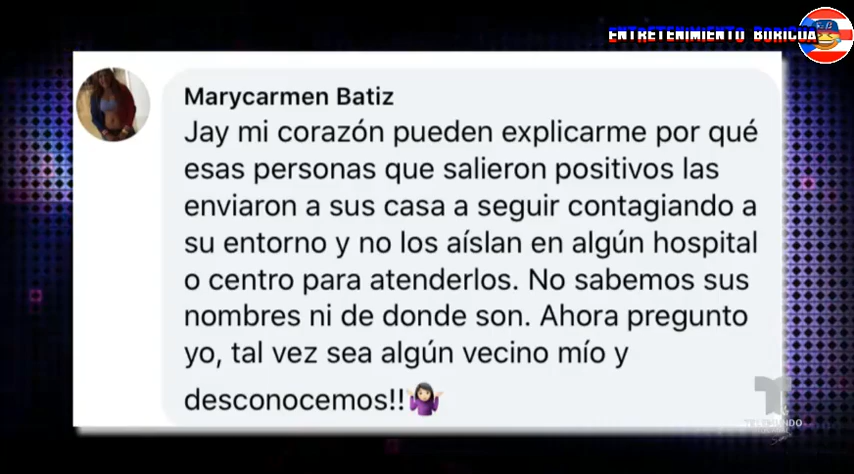 ENTRETENIMIENTO BORICUA
Marycarmen Batiz
Jay mi corazón pueden explicarme por qué
esas personas que salieron positivos las
enviaron a sus casa a seguir contagiando a
su entorno y no los aíslan en algún hospital
o centro para atenderlos. No sabemos sus
nombres ni de donde son. Ahora pregunto
yo, tal vez sea algún vecino mío y
desconocemos!!🤷🏻‍♀️
TELEMUNDO